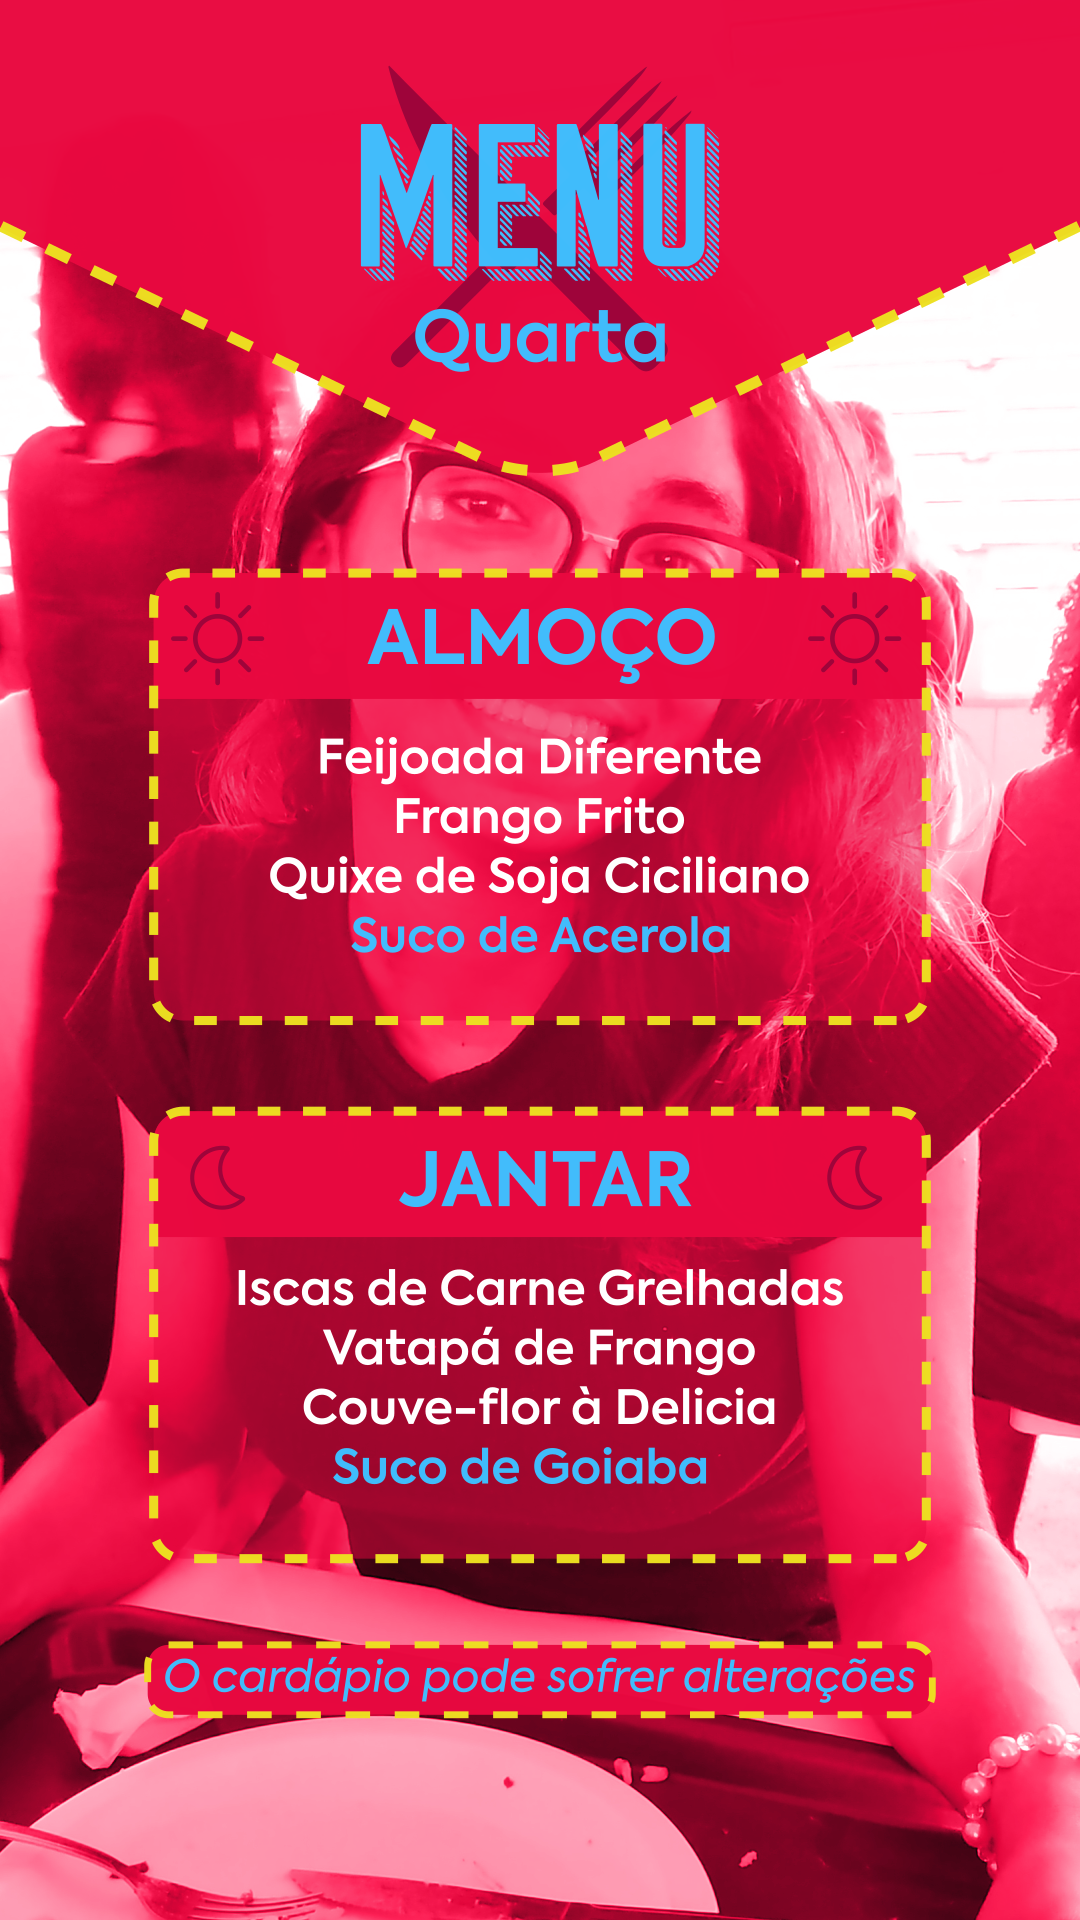 MENU
Quarta
ALMOÇO
Feijoada Diferente
Frango Frito
Quixe de Soja Ciciliano
Suco de Acerola
JANTAR
Iscas de Carne Grelhadas
Vatapá de Frango
Couve-flor à Delicia
Suco de Goiaba
O cardápio pode sofrer alterações